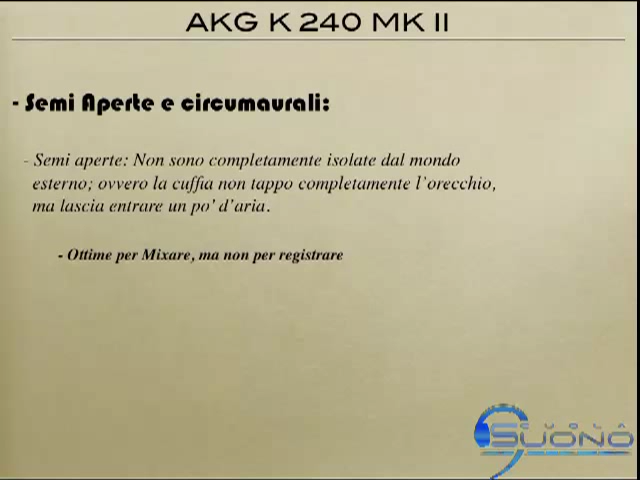 AKG K 240 MK II
- Semi Aperte e circumaurali:
- Semi aperte: Non sono completamente isolate dal mondo
esterno; ovvero la cuffia non tappo completamente l'orecchio,
ma lascia entrare un po' d'aria.
- Ottime per Mixare, ma non per registrare
SUONO